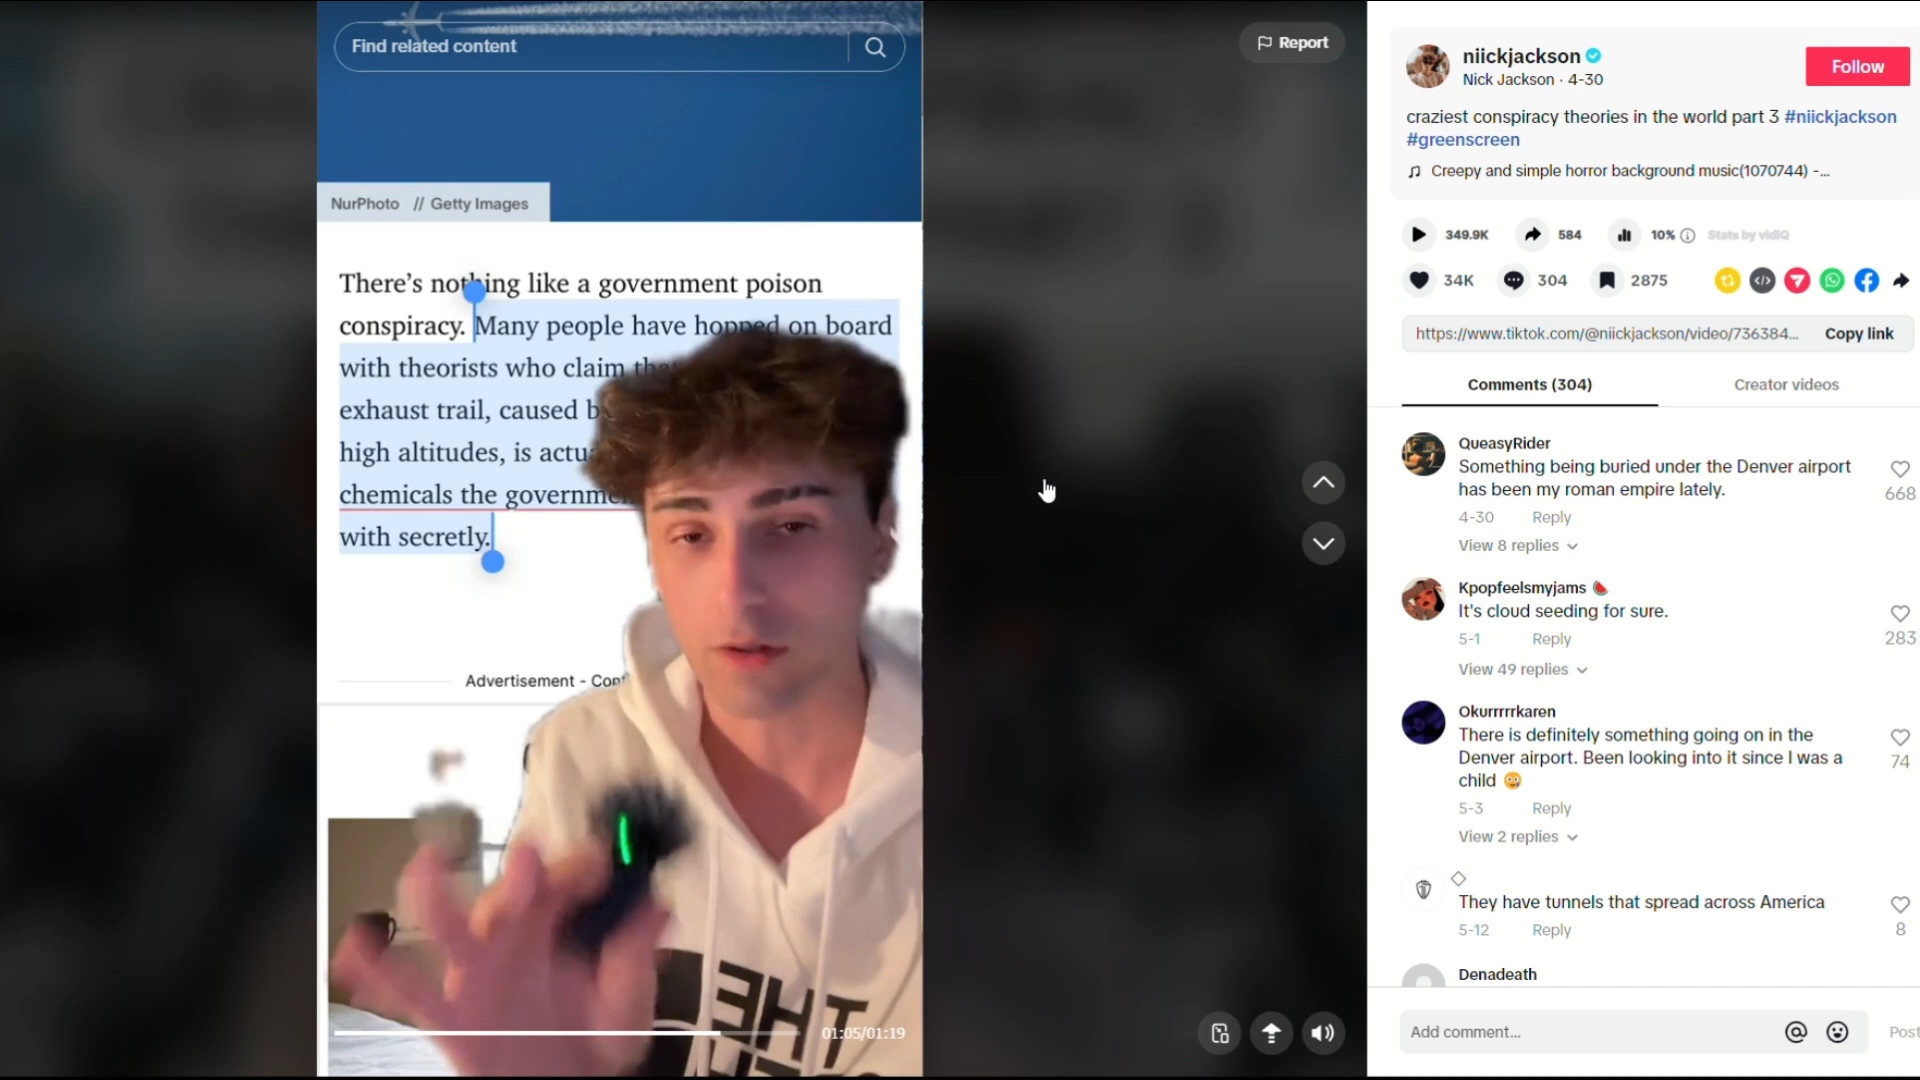 Find related content
Report
NurPhoto // Getty Images
There's nothing like a government poison
conspiracy. Many people have hopped on board
with theorists who claim that
exhaust trail, caused
high altitudes, is
chemicals the
with secretly.
Advertisement -
THE
01:05/01:19
niickjackson
Nick Jackson · 4-30
Follow
craziest conspiracy theories in the world part 3 #niickjackson
#greenscreen
Creepy and simple horror background music(1070744) -...
349.9K 584 10% Stats by vidIQ
34K 304 2875
https://www.tiktok.com/@niickjackson/video/736384... Copy link
Comments (304) Creator videos
QueasyRider
Something being buried under the Denver airport
has been my roman empire lately.
668
4-30 Reply
View 8 replies
Kpopfeelsmyjams 🍉
It's cloud seeding for sure.
283
5-1 Reply
View 49 replies
Okurrrrrkaren
There is definitely something going on in the
Denver airport. Been looking into it since I was a
child 😳
74
5-3 Reply
View 2 replies
They have tunnels that spread across America
5-12 Reply
8
Denadeath
Add comment...
Post